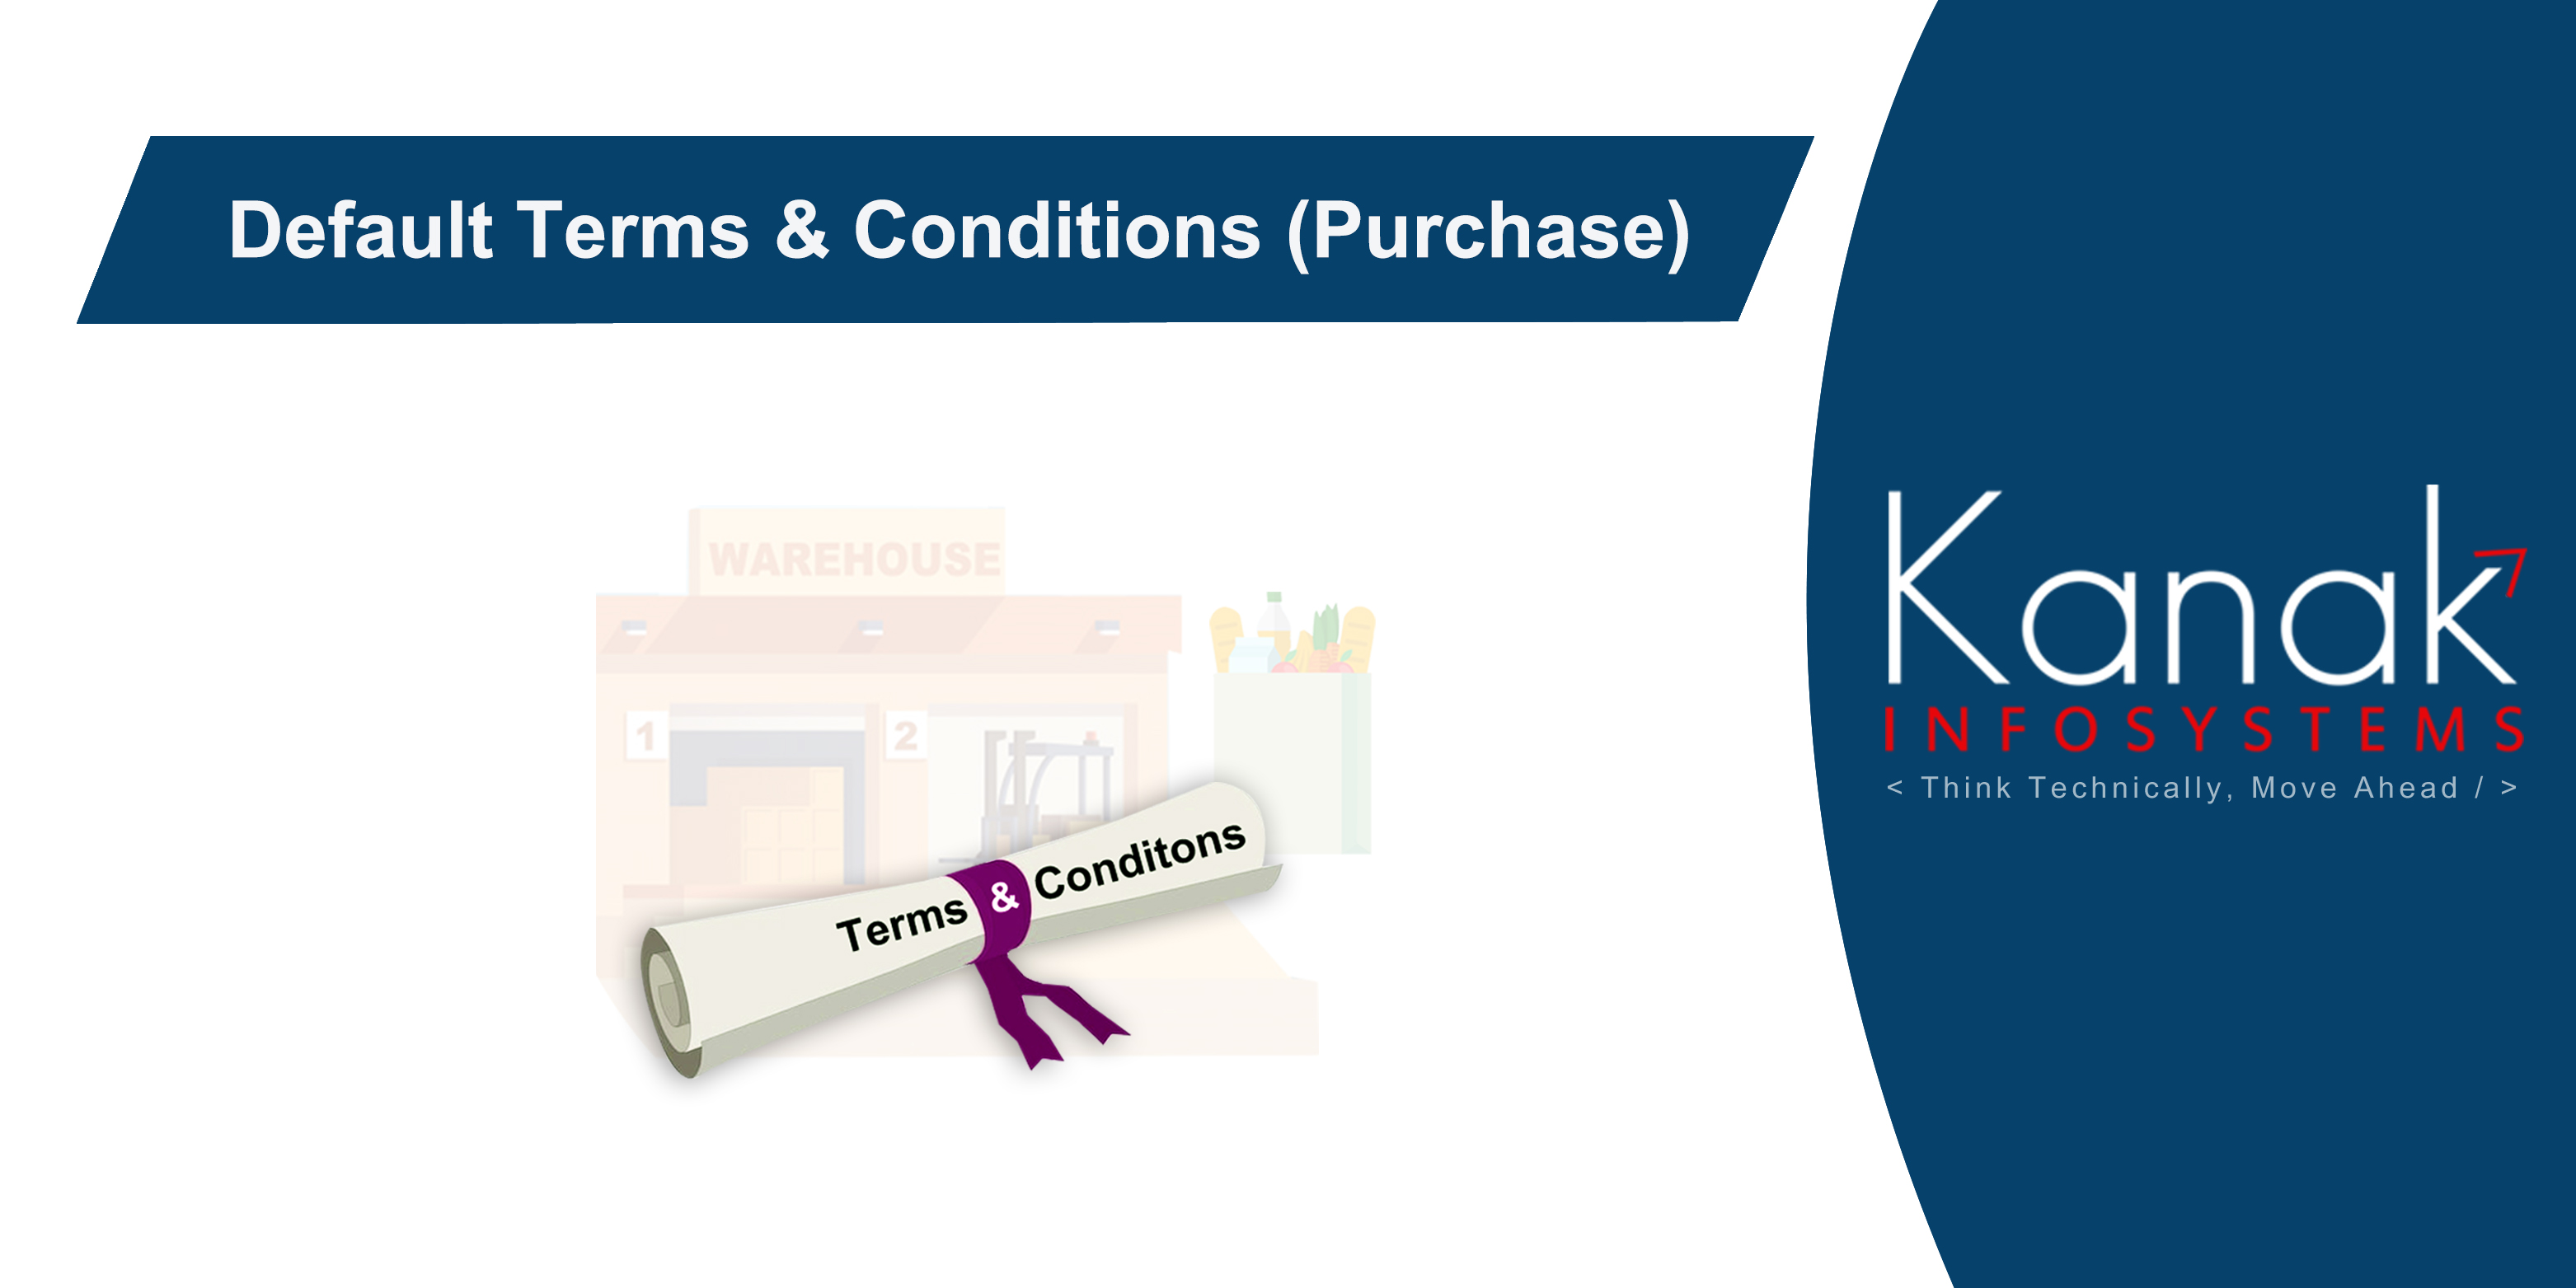 Default Terms & Conditions (Purchase)
WAREHOUSE
1
2
Terms & Conditons
Kanak
INFOSYSTEMS
< Think Technically, Move Ahead / >